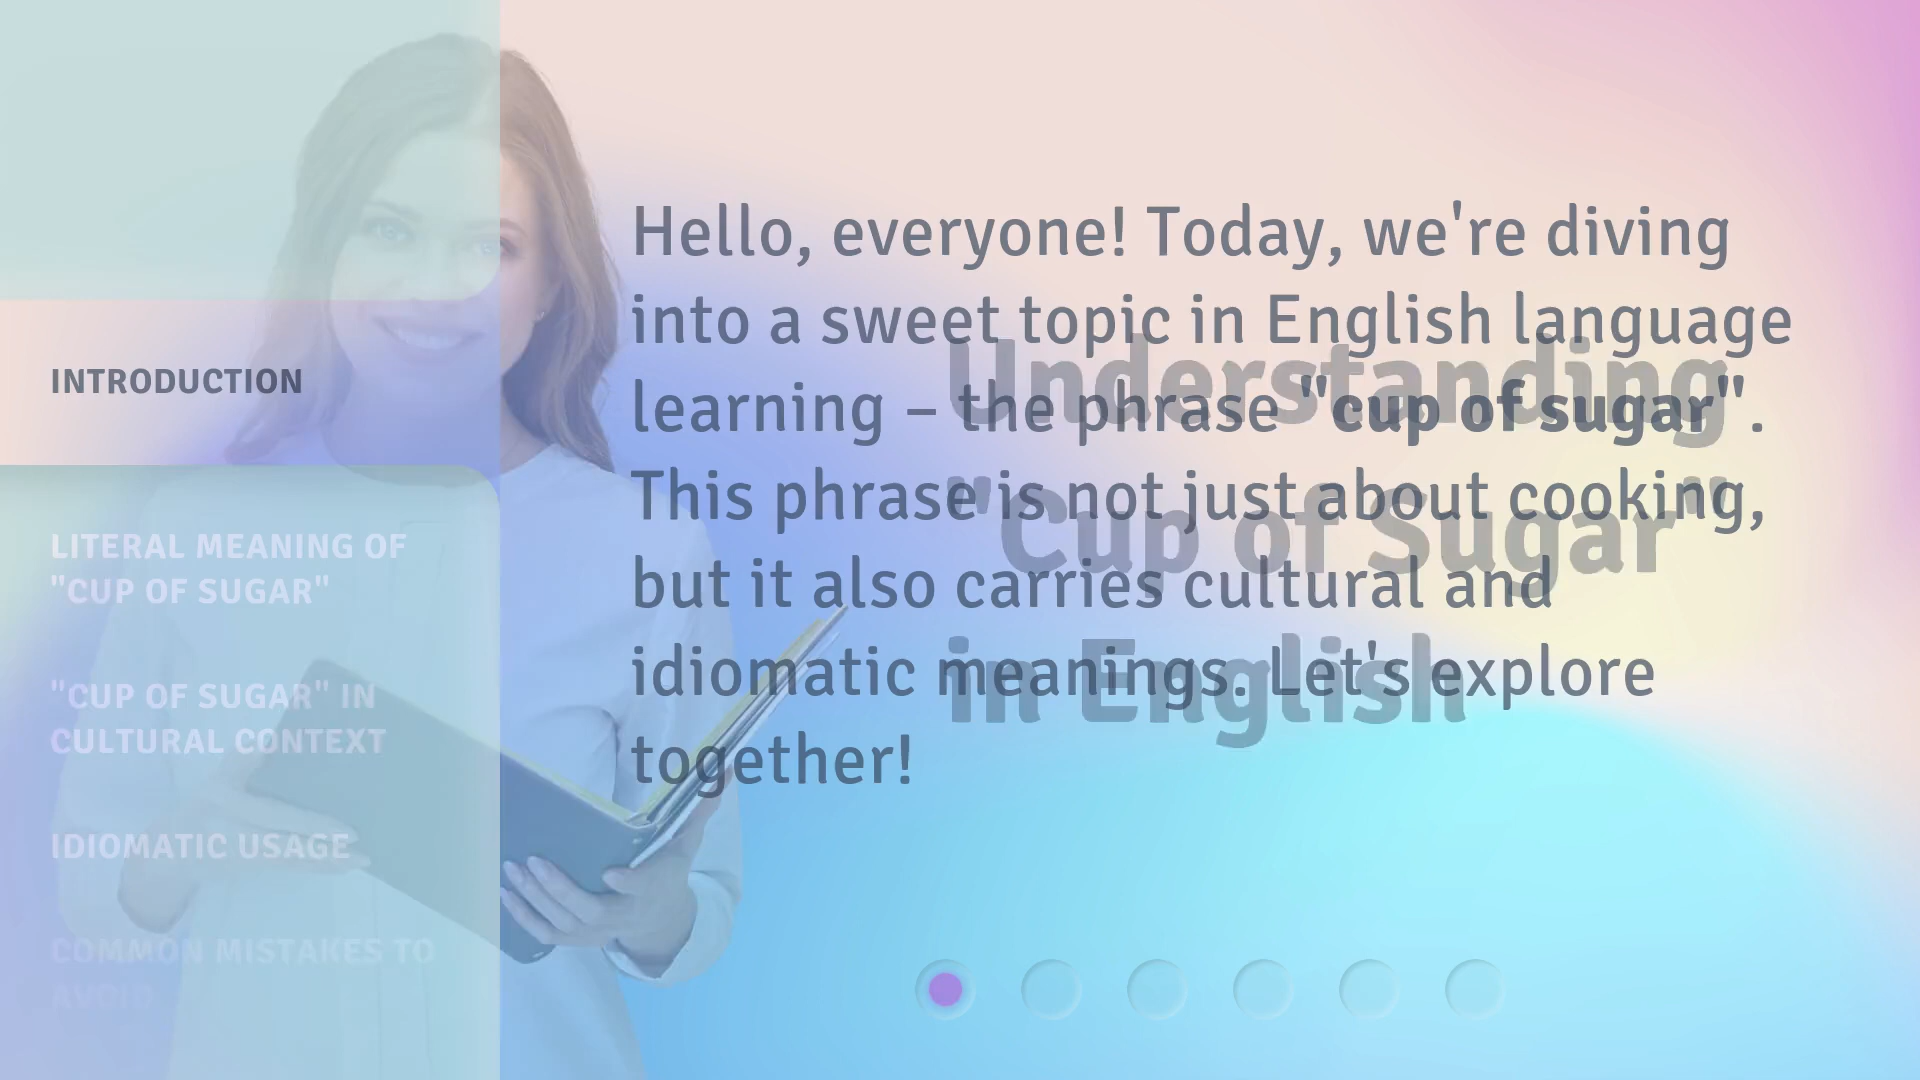 INTRODUCTION
LITERAL MEANING OF
"CUP OF SUGAR"
"CUP OF SUGAR" IN
CULTURAL CONTEXT
IDIOMATIC USAGE
COMMON MISTAKES TO
AVOID
Hello, everyone! Today, we're diving
into a sweet topic in English language
learning – the phrase "cup of sugar".
This phrase is not just about cooking,
but it also carries cultural and
idiomatic meanings. Let's explore
together!
Understanding
"Cup of Sugar"
in English